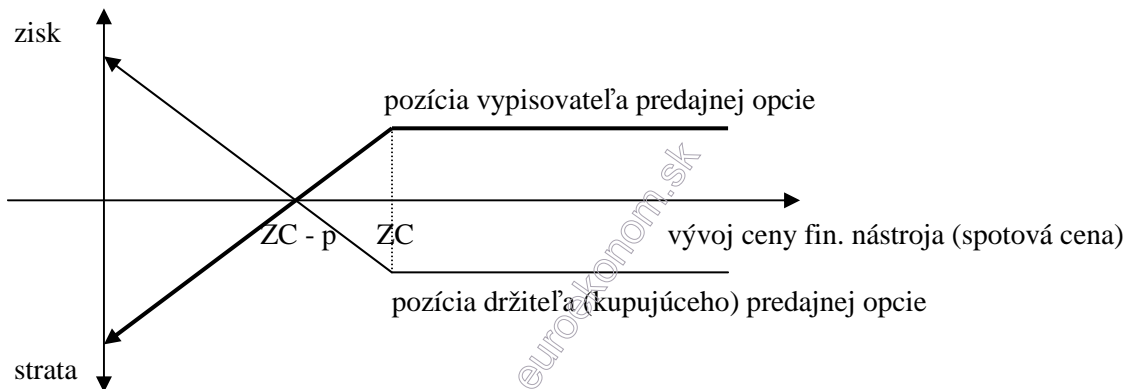 zisk
pozícia vypisovateľa predajnej opcie
ZC - p
ZC
vývoj ceny fin. nástroja (spotová cena)
pozícia držiteľa (kupujúceho) predajnej opcie
strata
euroekonom.sk